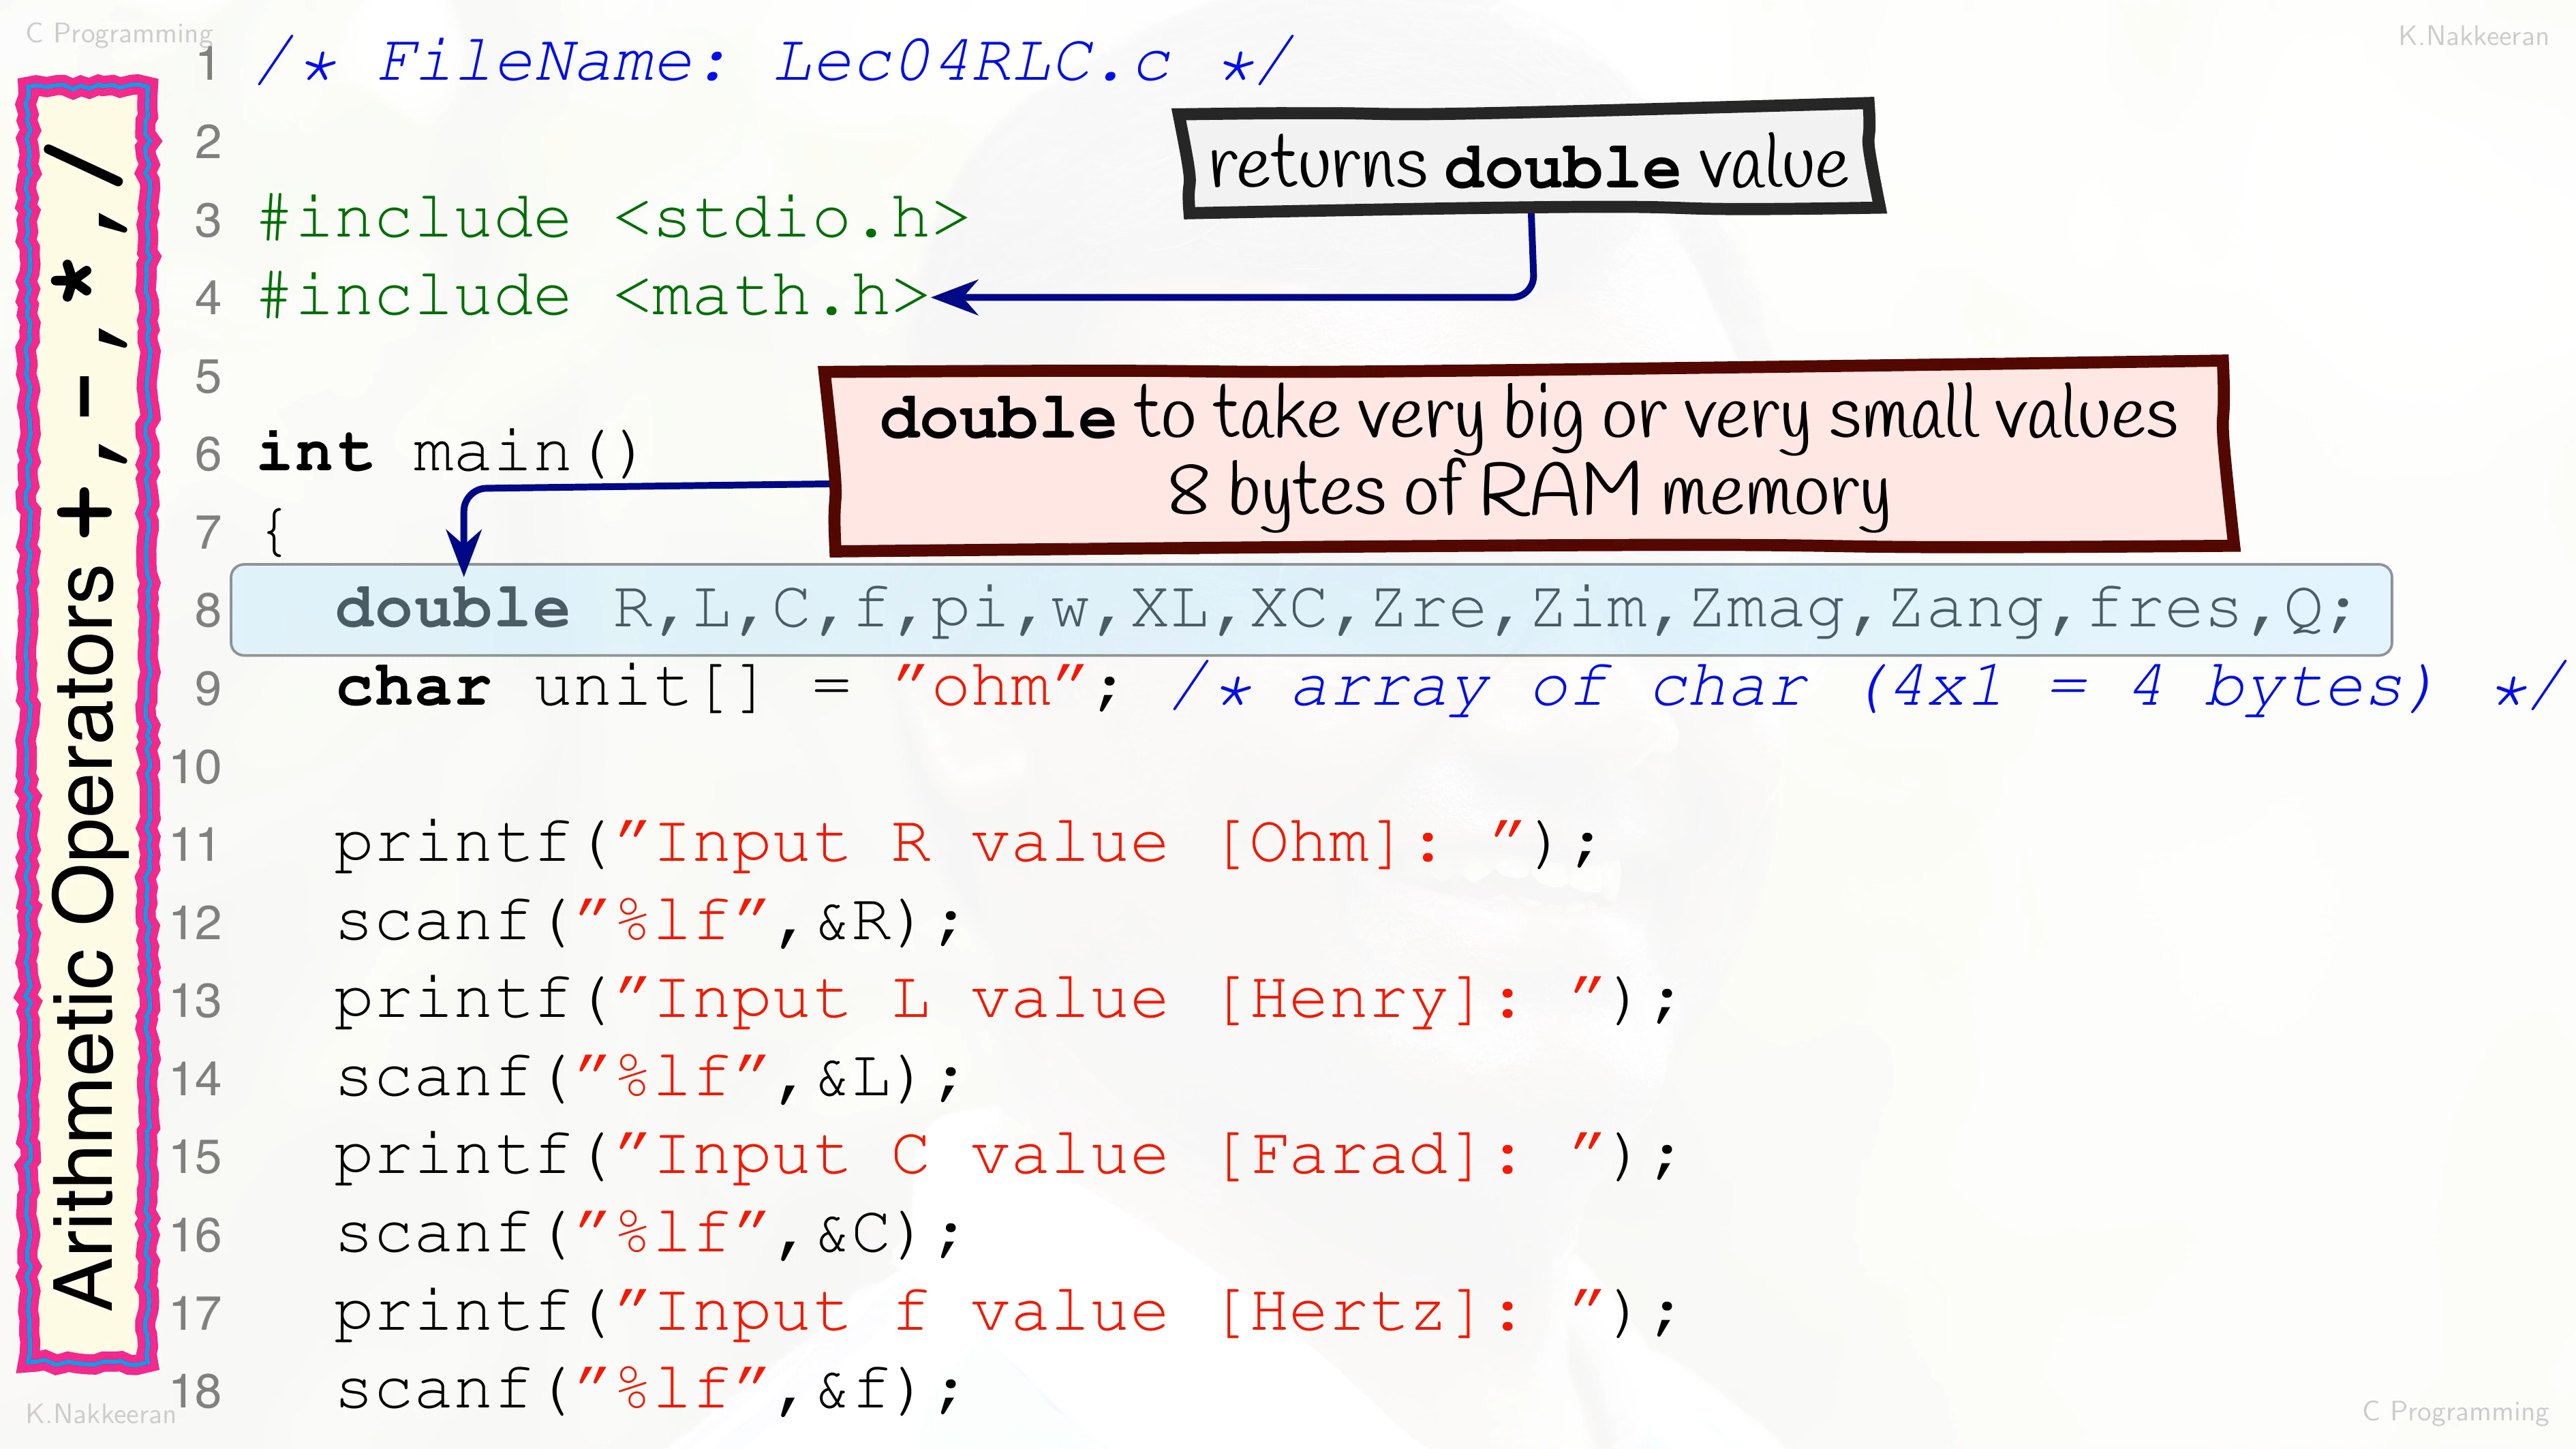 C Programming
K.Nakkeeran
Arithmetic Operators +,-,*,/
1 /* FileName: Lec04RLC.c */
2
returns double value
3 #include <stdio.h>
4 #include <math.h>
5
double to take very big or very small values
8 bytes of RAM memory
6 int main()
7 {
8 double R,L,C,f,pi,w,XL,XC,Zre,Zim,Zmag,Zang,fres,Q;
9 char unit[] = "ohm"; /* array of char (4x1 = 4 bytes) */
10
11 printf("Input R value [Ohm]: ");
12 scanf("%lf",&R);
13 printf("Input L value [Henry]: ");
14 scanf("%lf",&L);
15 printf("Input C value [Farad]: ");
16 scanf("%lf",&C);
17 printf("Input f value [Hertz]: ");
18 scanf("%lf",&f);
K.Nakkeeran
C Programming